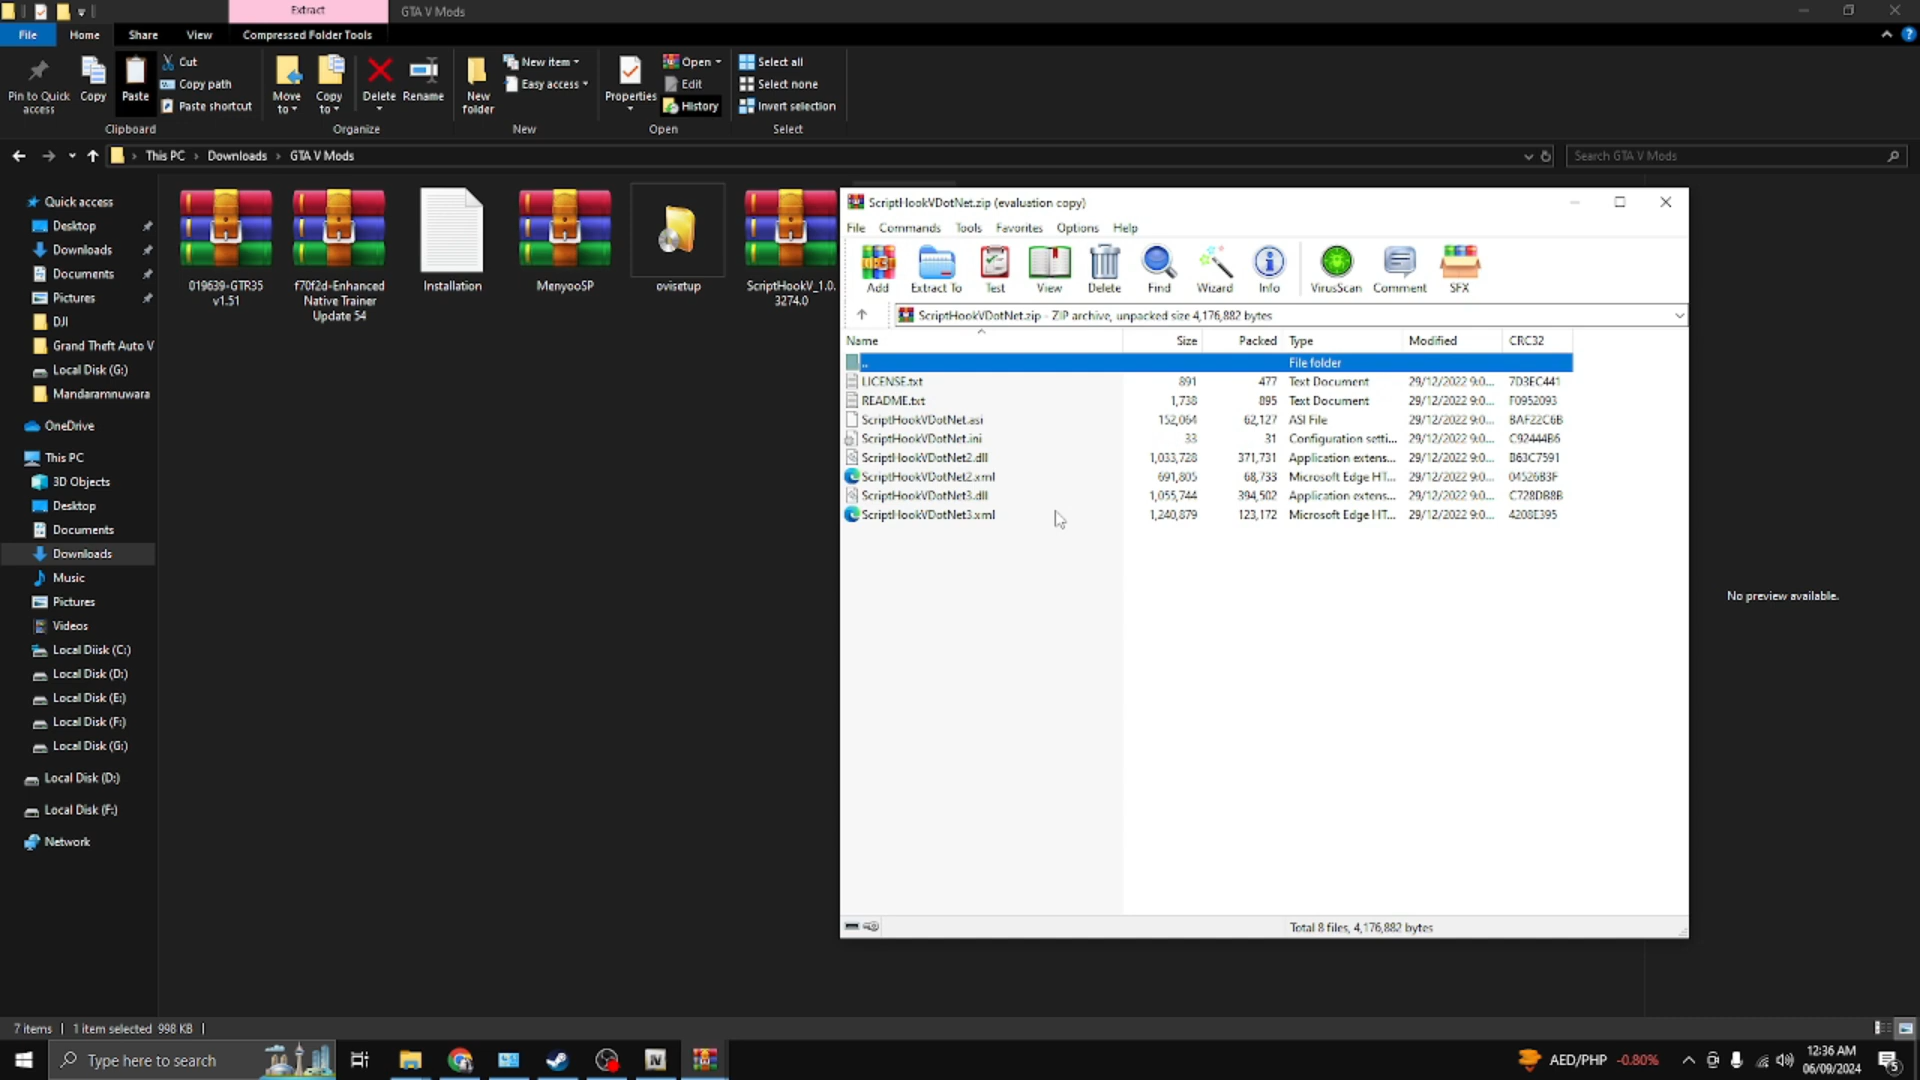 Extract
GTA V Mods
File
Home
Share
View
Compressed Folder Tools
Pin to Quick access
Copy
Paste
Cut
Copy path
Paste shortcut
Clipboard
Move to
Copy to
Delete
Rename
Organize
New folder
New item
Easy access
New
Properties
Open
Edit
History
Open
Select all
Select none
Invert selection
Select
This PC > Downloads > GTA V Mods
Search GTA V Mods
Quick access
Desktop
Downloads
Documents
Pictures
DJI
Grand Theft Auto V
Local Disk (G:)
Mandaramnuwara
OneDrive
This PC
3D Objects
Desktop
Documents
Downloads
Music
Pictures
Videos
Local Diisk (C:)
Local Disk (D:)
Local Disk (E:)
Local Disk (F:)
Local Disk (G:)
Local Disk (D:)
Local Disk (F:)
Network
019639-GTR35 v1.51
f70f2d-Enhanced Native Trainer Update 54
Installation
MenyooSP
ovisetup
ScriptHookV_1.0.3274.0
ScriptHookVDotNet.zip (evaluation copy)
File Commands Tools Favorites Options Help
Add Extract To Test View Delete Find Wizard Info VirusScan Comment SFX
ScriptHookVDotNet.zip - ZIP archive, unpacked size 4,176,882 bytes
Name Size Packed Type Modified CRC32
.. File folder
LICENSE.txt 891 477 Text Document 29/12/2022 9:0... 7D3EC441
README.txt 1,738 895 Text Document 29/12/2022 9:0... F0952093
ScriptHookVDotNet.asi 152,064 62,127 ASI File 29/12/2022 9:0... BAF22C6B
ScriptHookVDotNet.ini 33 31 Configuration setti... 29/12/2022 9:0... C92444B6
ScriptHookVDotNet2.dll 1,033,728 371,731 Application extens... 29/12/2022 9:0... B63C7591
ScriptHookVDotNet2.xml 691,805 68,733 Microsoft Edge HT... 29/12/2022 9:0... 04526B3F
ScriptHookVDotNet3.dll 1,055,744 394,502 Application extens... 29/12/2022 9:0... C728DB8B
ScriptHookVDotNet3.xml 1,240,879 123,172 Microsoft Edge HT... 29/12/2022 9:0... 4208E395
Total 8 files, 4,176,882 bytes
No preview available.
7 items | 1 item selected 998 KB |
Type here to search
AED/PHP -0.80%
12:36 AM
06/09/2024
5